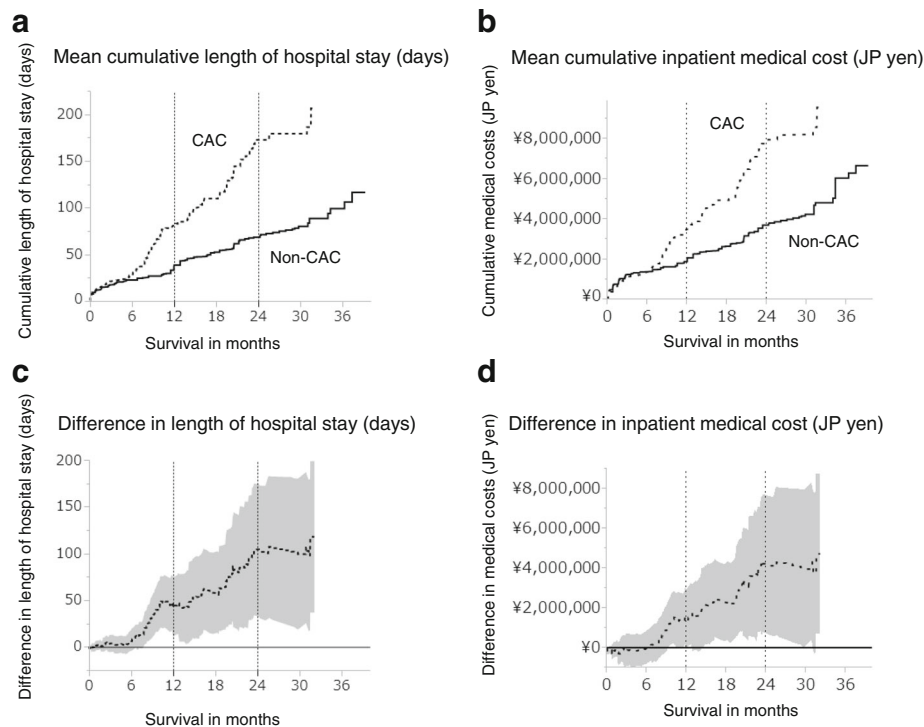 a
Mean cumulative length of hospital stay (days)
Cumulative length of hospital stay (days)
200
150
100
50
0
CAC
Non-CAC
0 6 12 18 24 30 36
Survival in months
b
Mean cumulative inpatient medical cost (JP yen)
Cumulative medical costs (JP yen)
¥8,000,000
¥6,000,000
¥4,000,000
¥2,000,000
¥0
CAC
Non-CAC
0 6 12 18 24 30 36
Survival in months
c
Difference in length of hospital stay (days)
Difference in length of hospital stay (days)
200
150
100
50
0
0 6 12 18 24 30 36
Survival in months
d
Difference in inpatient medical cost (JP yen)
Difference in medical costs (JP yen)
¥8,000,000
¥6,000,000
¥4,000,000
¥2,000,000
¥0
0 6 12 18 24 30 36
Survival in months